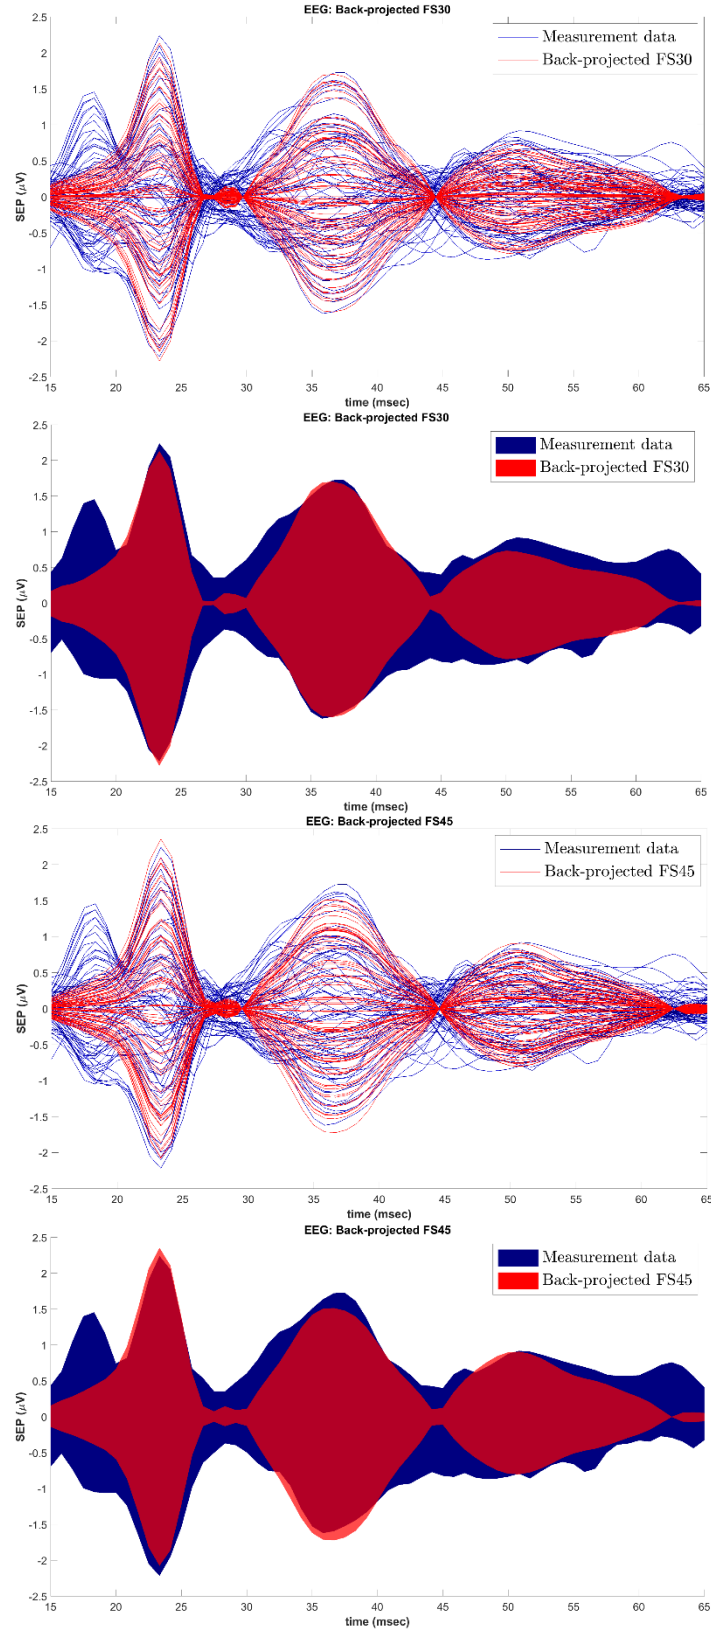 EEG: Back-projected FS30
Measurement data
Back-projected FS30
2.5
2
1.5
1
0.5
0
-0.5
-1
-1.5
-2
-2.5
SEP (μV)
15 20 25 30 35 40 45 50 55 60 65
time (msec)
EEG: Back-projected FS30
Measurement data
Back-projected FS30
2.5
2
1.5
1
0.5
0
-0.5
-1
-1.5
-2
-2.5
SEP (μV)
15 20 25 30 35 40 45 50 55 60 65
time (msec)
EEG: Back-projected FS45
Measurement data
Back-projected FS45
2.5
2
1.5
1
0.5
0
-0.5
-1
-1.5
-2
-2.5
SEP (μV)
15 20 25 30 35 40 45 50 55 60 65
time (msec)
EEG: Back-projected FS45
Measurement data
Back-projected FS45
2.5
2
1.5
1
0.5
0
-0.5
-1
-1.5
-2
-2.5
SEP (μV)
15 20 25 30 35 40 45 50 55 60 65
time (msec)